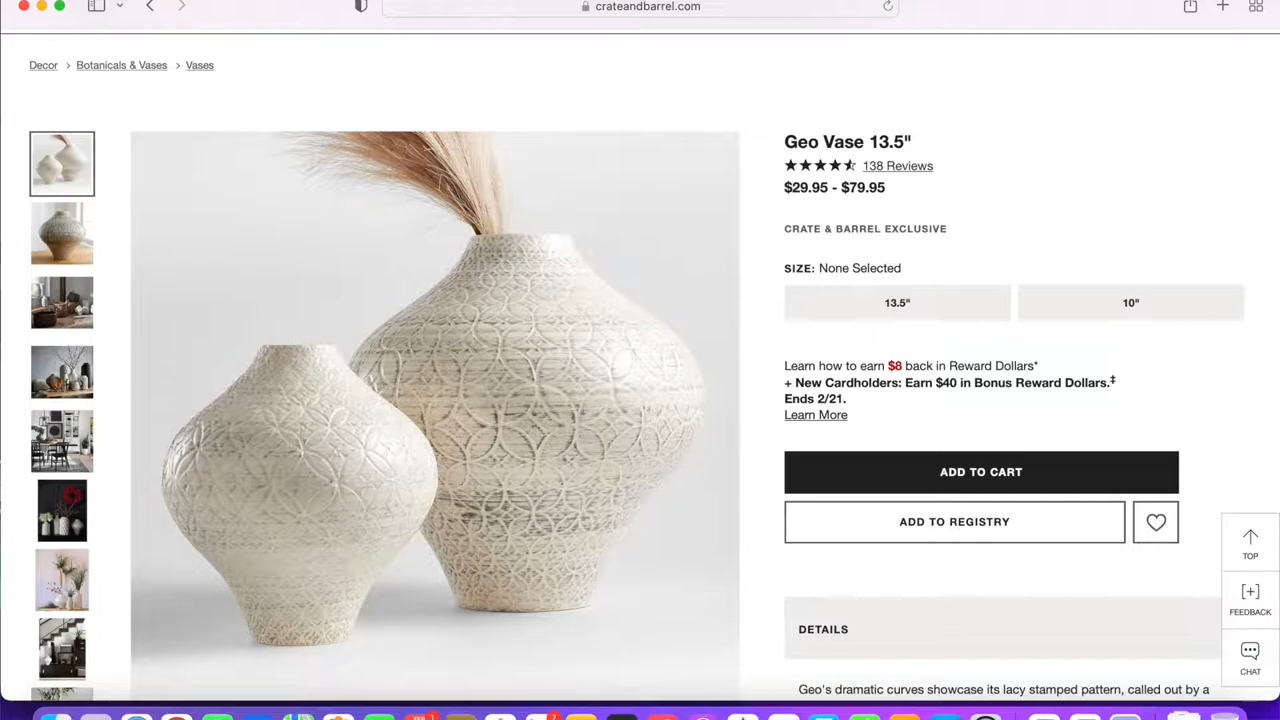 crateandbarrel.com
Decor > Botanicals & Vases > Vases
Geo Vase 13.5"
138 Reviews
$29.95 - $79.95
CRATE & BARREL EXCLUSIVE
SIZE: None Selected
13.5"
10"
Learn how to earn $8 back in Reward Dollars*
+ New Cardholders: Earn $40 in Bonus Reward Dollars.‡
Ends 2/21.
Learn More
ADD TO CART
ADD TO REGISTRY
TOP
[+]
FEEDBACK
CHAT
DETAILS
Geo's dramatic curves showcase its lacy stamped pattern, called out by a